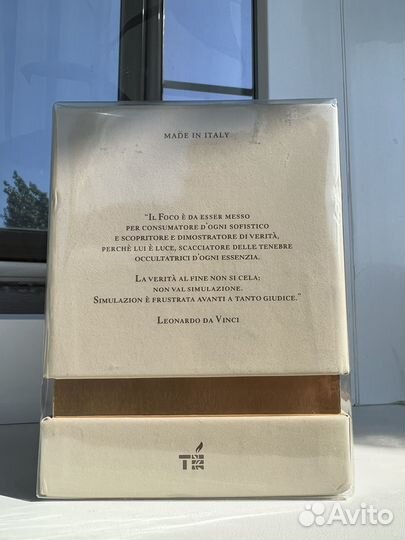 MADE IN ITALY
"IL FOCO È DA ESSER MESSO
PER CONSUMATORE D'OGNI SOFISTICO
E SCOPRITORE E DIMOSTRATORE DI VERITÀ,
PERCHÈ LUI È LUCE, SCACCIATORE DELLE TENEBRE
OCCULTATRICI D'OGNI ESSENZIA.
LA VERITÀ AL FINE NON SI CELA;
NON VAL SIMULAZIONE.
SIMULAZION È FRUSTRATA AVANTI A TANTO GIUDICE."
LEONARDO DA VINCI
Avito